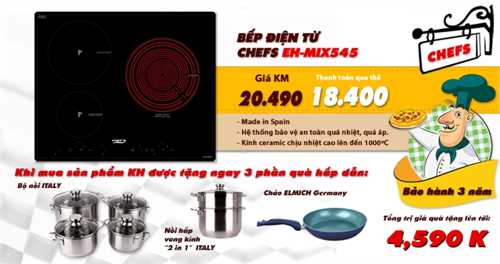 BẾP ĐIỆN TỪ
CHEFS EH-MIX545
CHEFS
Giá KM
Thanh toán qua thẻ
20.490
18.400
- Made in Spain
- Hệ thống bảo vệ an toàn quá nhiệt, quá áp.
- Kính ceramic chịu nhiệt cao lên đến 1000ºC
Khi mua sản phẩm KH được tặng ngay 3 phần quà hấp dẫn:
Bộ nồi ITALY
Nồi hấp
vung kính
"2 in 1" ITALY
Chảo ELMICH Germany
Bảo hành 3 năm
Tổng trị giá quà tặng lên tới:
4,590 K